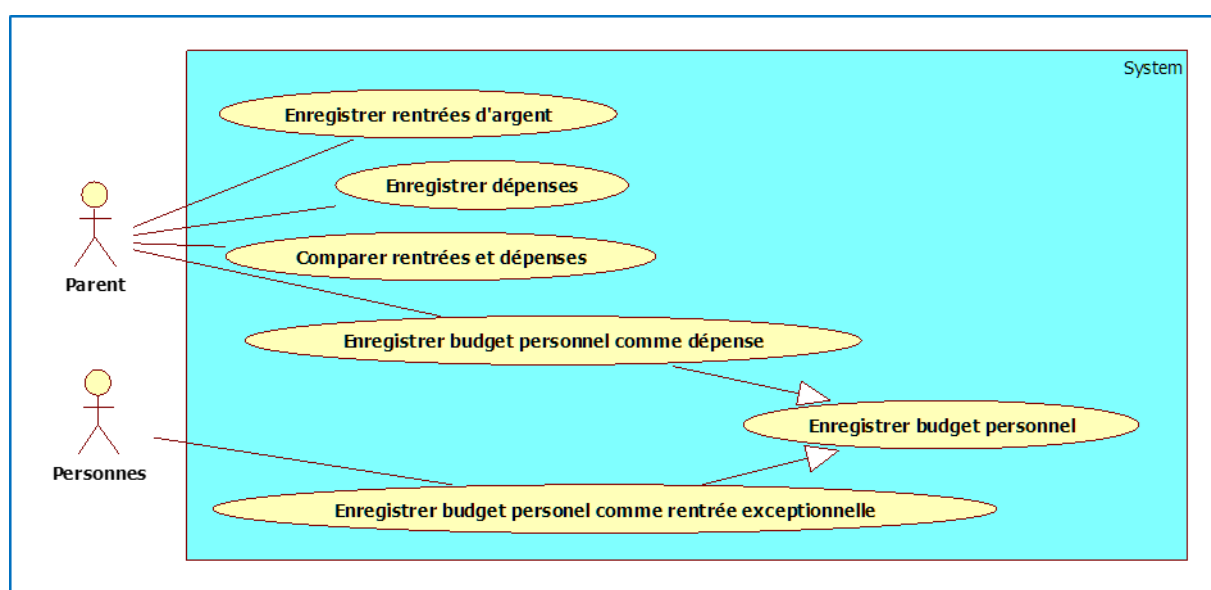 System
Enregistrer rentrées d'argent
Enregistrer dépenses
Comparer rentrées et dépenses
Parent
Enregistrer budget personnel comme dépense
Enregistrer budget personnel
Personnes
Enregistrer budget personel comme rentrée exceptionnelle